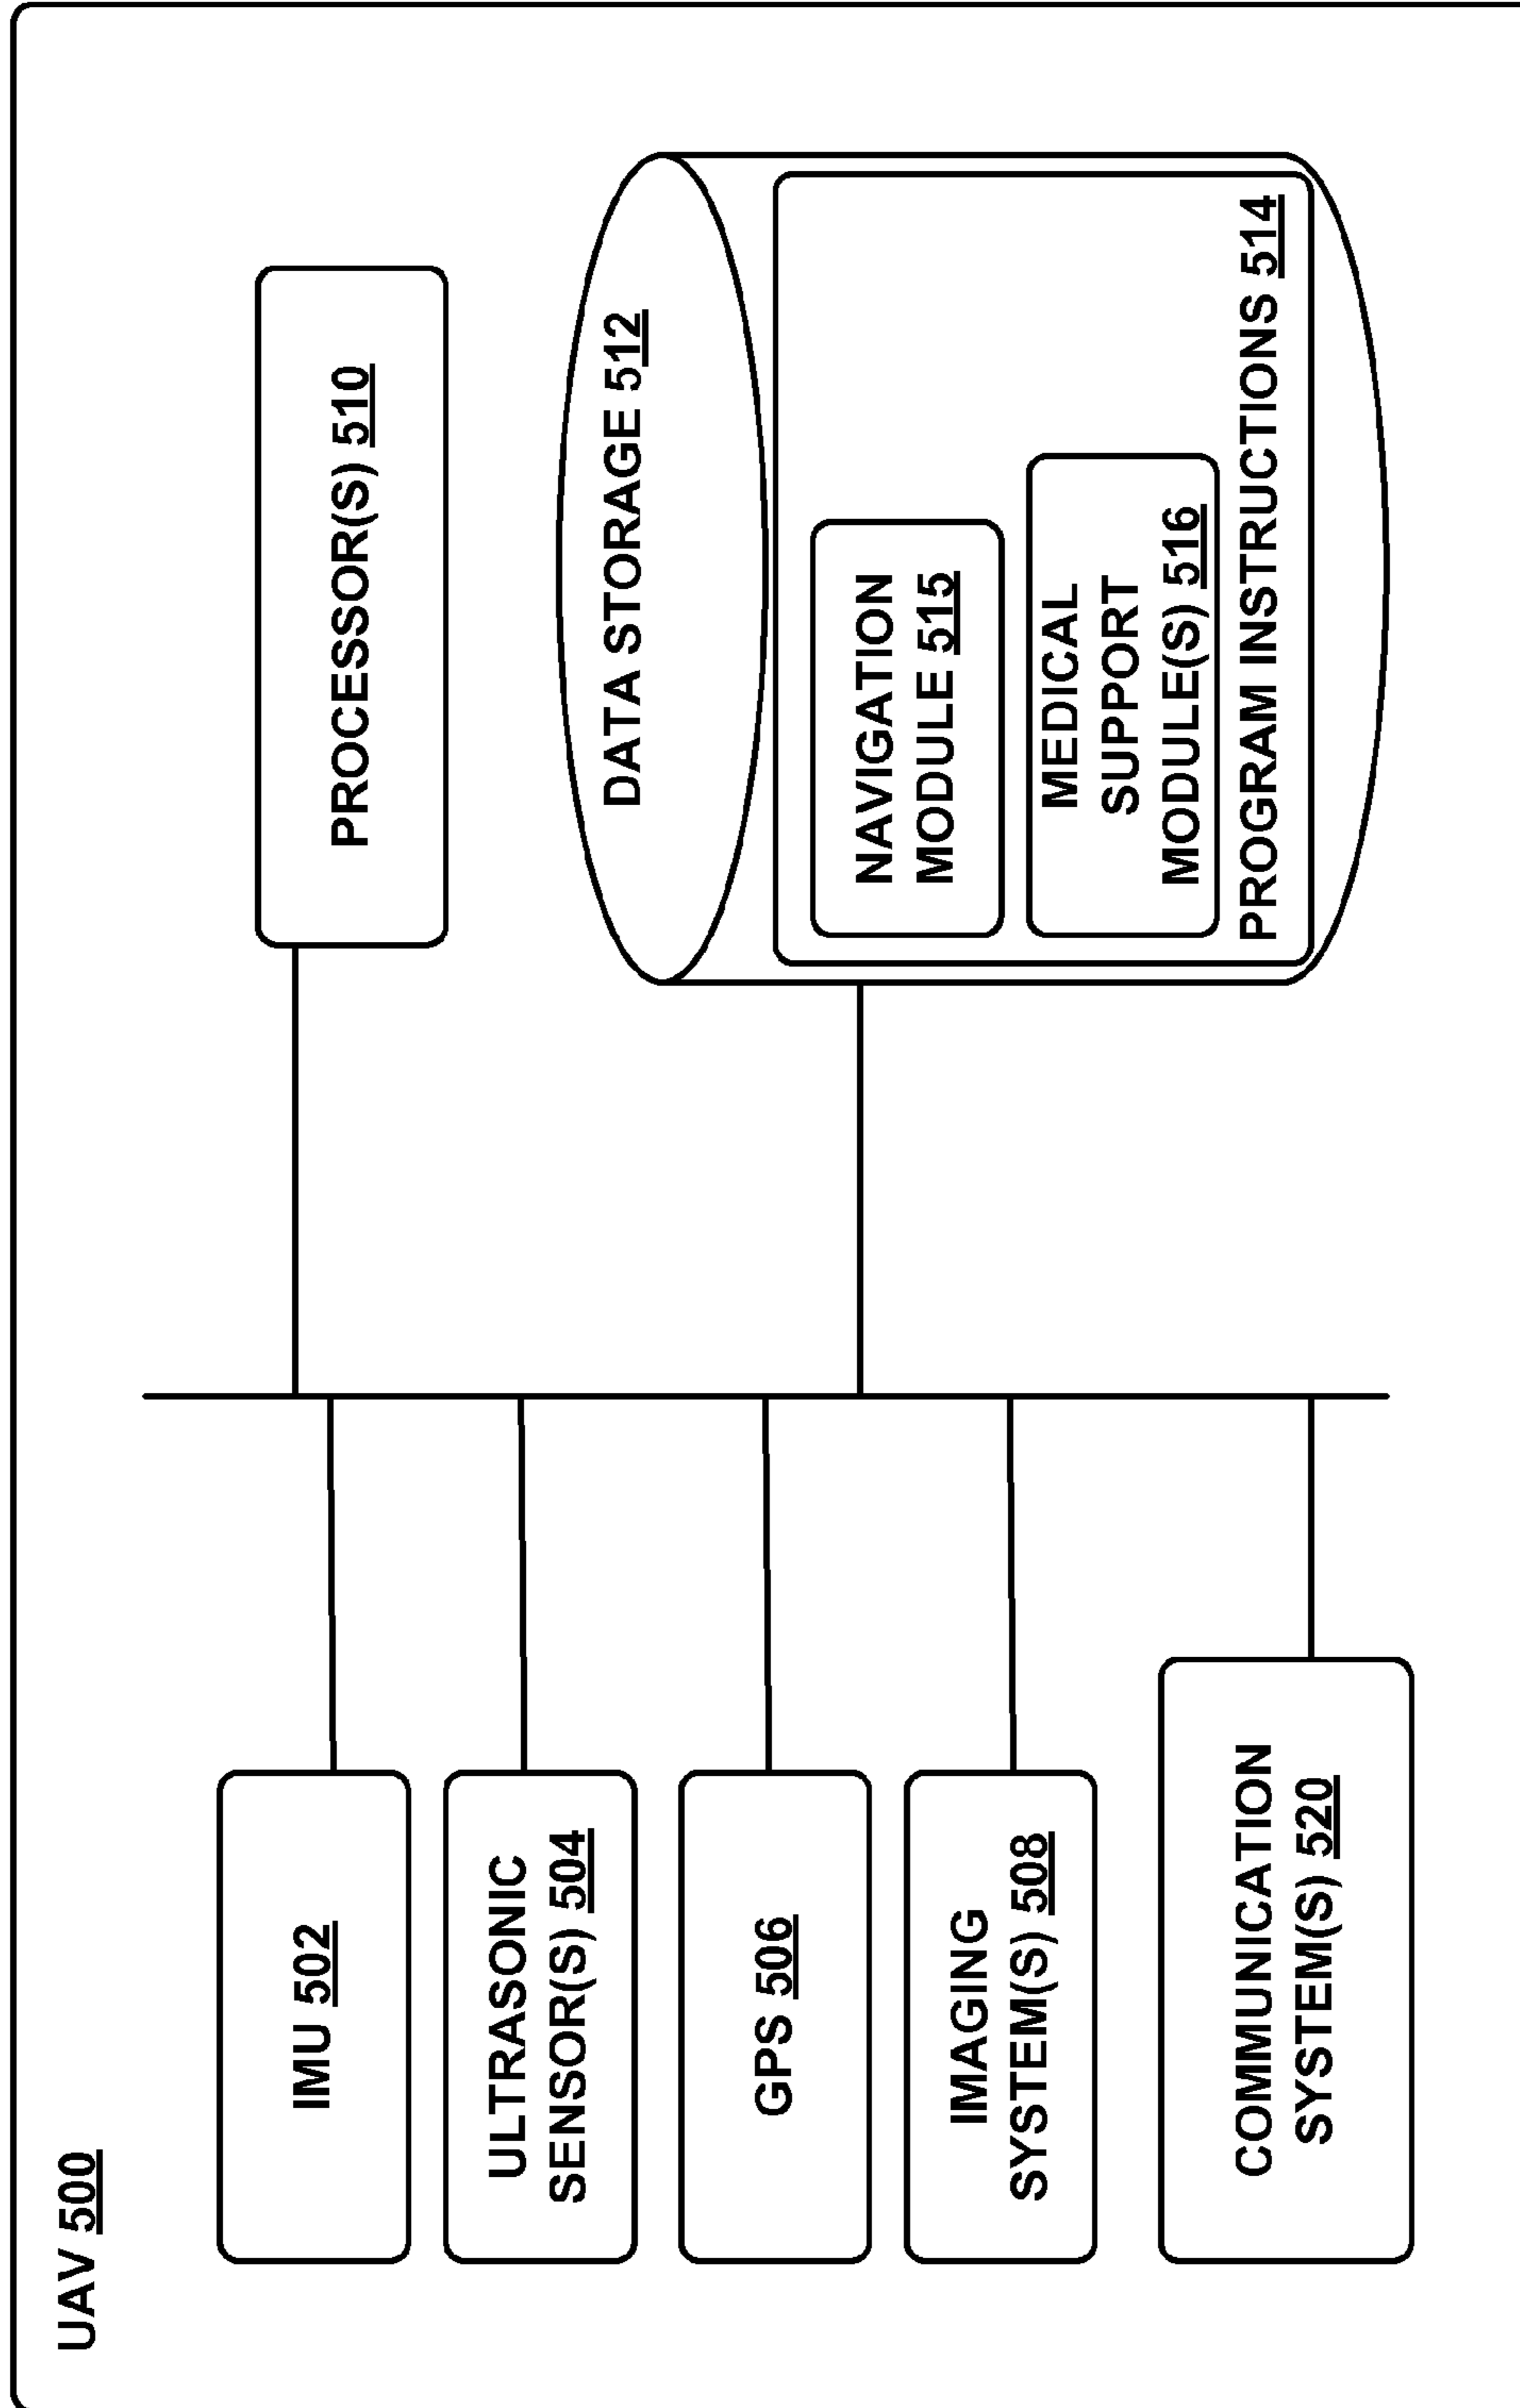 UAV 500
IMU 502
ULTRASONIC
SENSOR(S) 504
GPS 506
IMAGING
SYSTEM(S) 508
COMMUNICATION
SYSTEM(S) 520
PROCESSOR(S) 510
DATA STORAGE 512
NAVIGATION
MODULE 515
MEDICAL
SUPPORT
MODULE(S) 516
PROGRAM INSTRUCTIONS 514